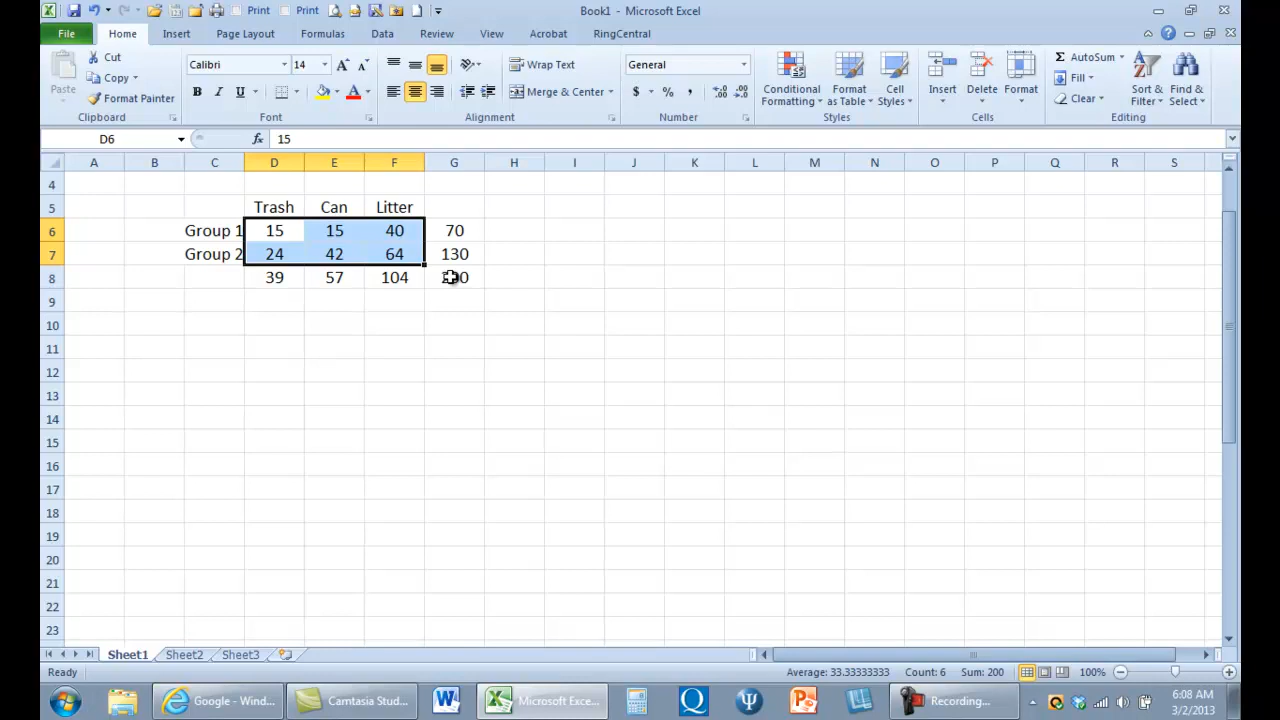 Print Print Book1 - Microsoft Excel
File Home Insert Page Layout Formulas Data Review View Acrobat RingCentral
Paste Cut Copy Format Painter
Calibri 14
B I U A
Wrap Text
Merge & Center
General
$ % ,
Conditional Formatting
Format as Table
Cell Styles
Insert Delete Format
Σ AutoSum
Fill
Clear
Sort & Filter
Find & Select
Clipboard Font Alignment Number Styles Cells Editing
D6 fx 15
A B C D E F G H I J K L M N O P Q R S
4
5 Trash Can Litter
6 Group 1 15 15 40 70
7 Group 2 24 42 64 130
8 39 57 104
9
10
11
12
13
14
15
16
17
18
19
20
21
22
23
Sheet1 Sheet2 Sheet3
Ready Average: 33.33333333 Count: 6 Sum: 200 100%
Google - Wind... Camtasia Stud... Microsoft Exce... Recording... 6:08 AM
3/2/2013